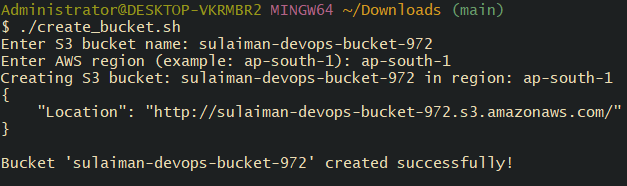 Administrator@DESKTOP-VKRMBR2 MINGW64 ~/Downloads (main)
$ ./create_bucket.sh
Enter S3 bucket name: sulaiman-devops-bucket-972
Enter AWS region (example: ap-south-1): ap-south-1
Creating S3 bucket: sulaiman-devops-bucket-972 in region: ap-south-1
{
    "Location": "http://sulaiman-devops-bucket-972.s3.amazonaws.com/"
}

Bucket 'sulaiman-devops-bucket-972' created successfully!